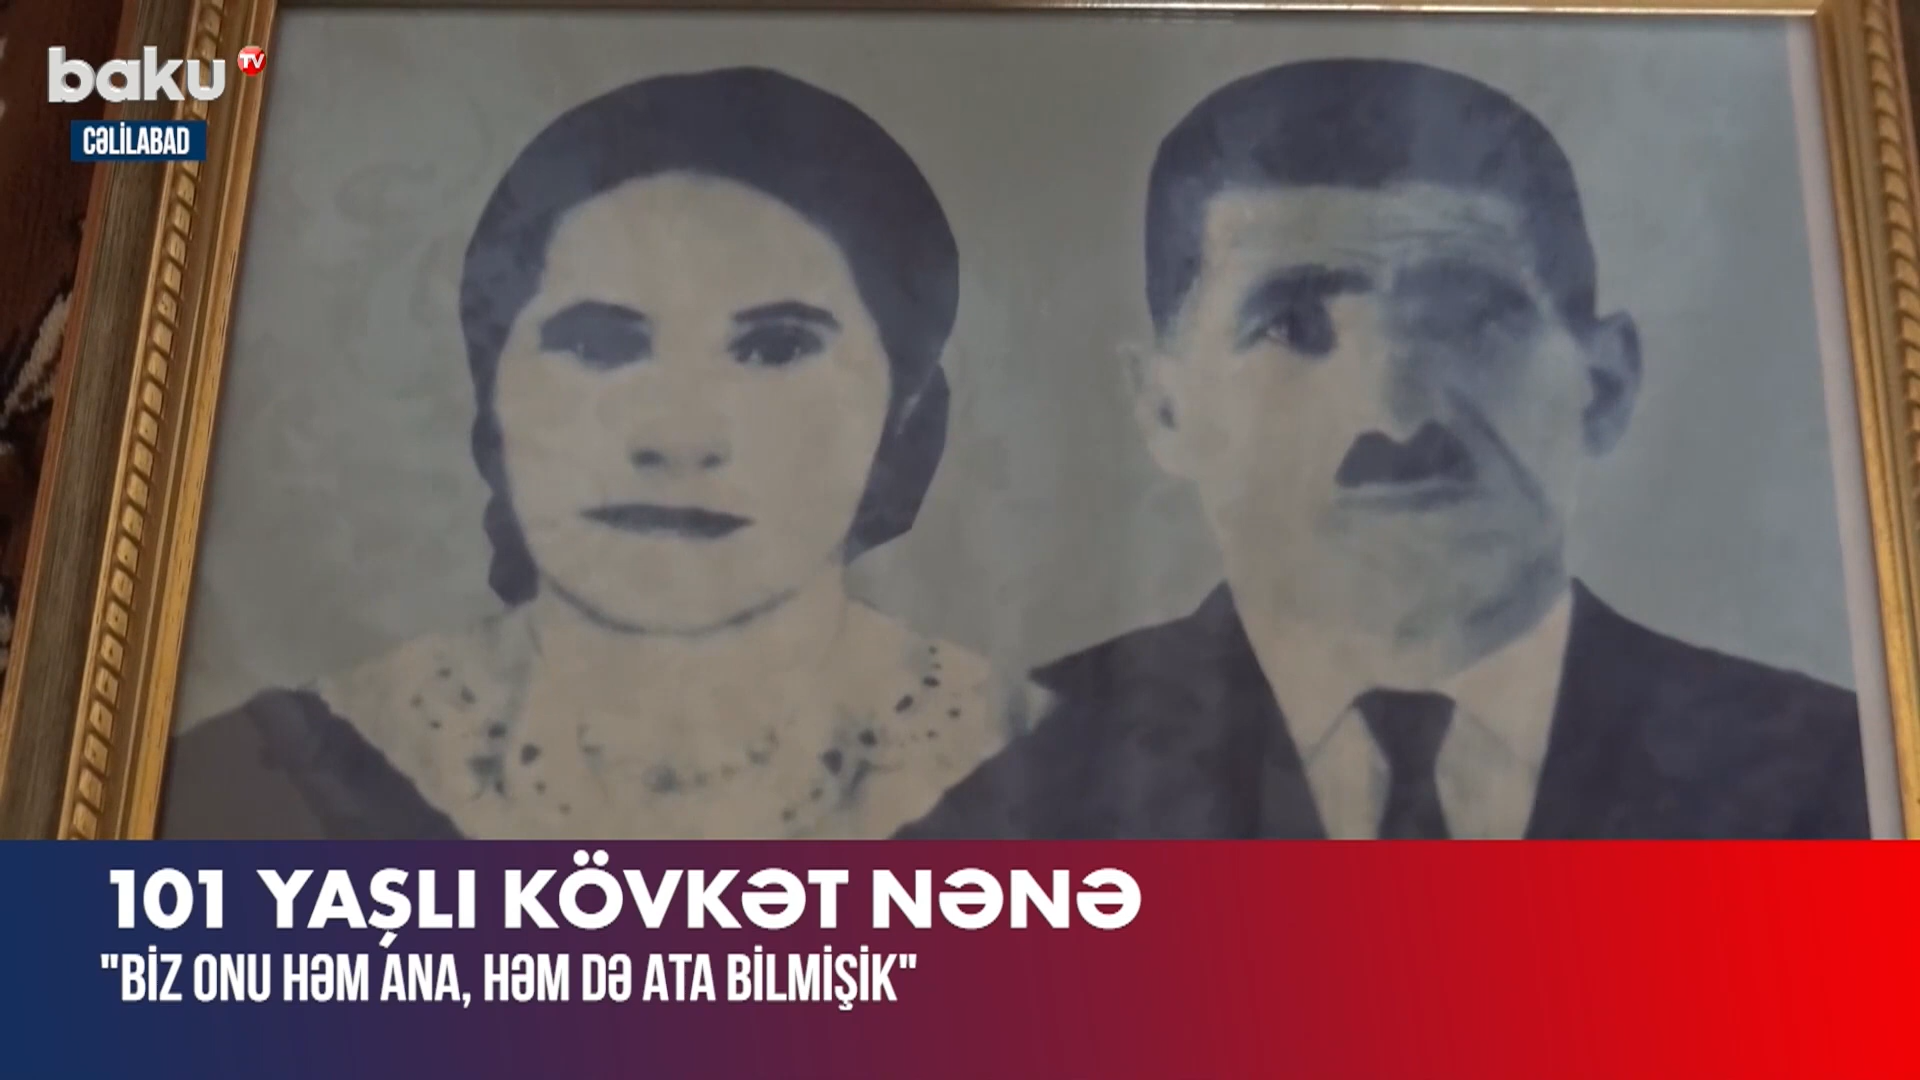 baku TV
CƏLİLABAD
101 YAŞLI KÖVKƏT NƏNƏ
"BİZ ONU HƏM ANA, HƏM DƏ ATA BİLMİŞİK"